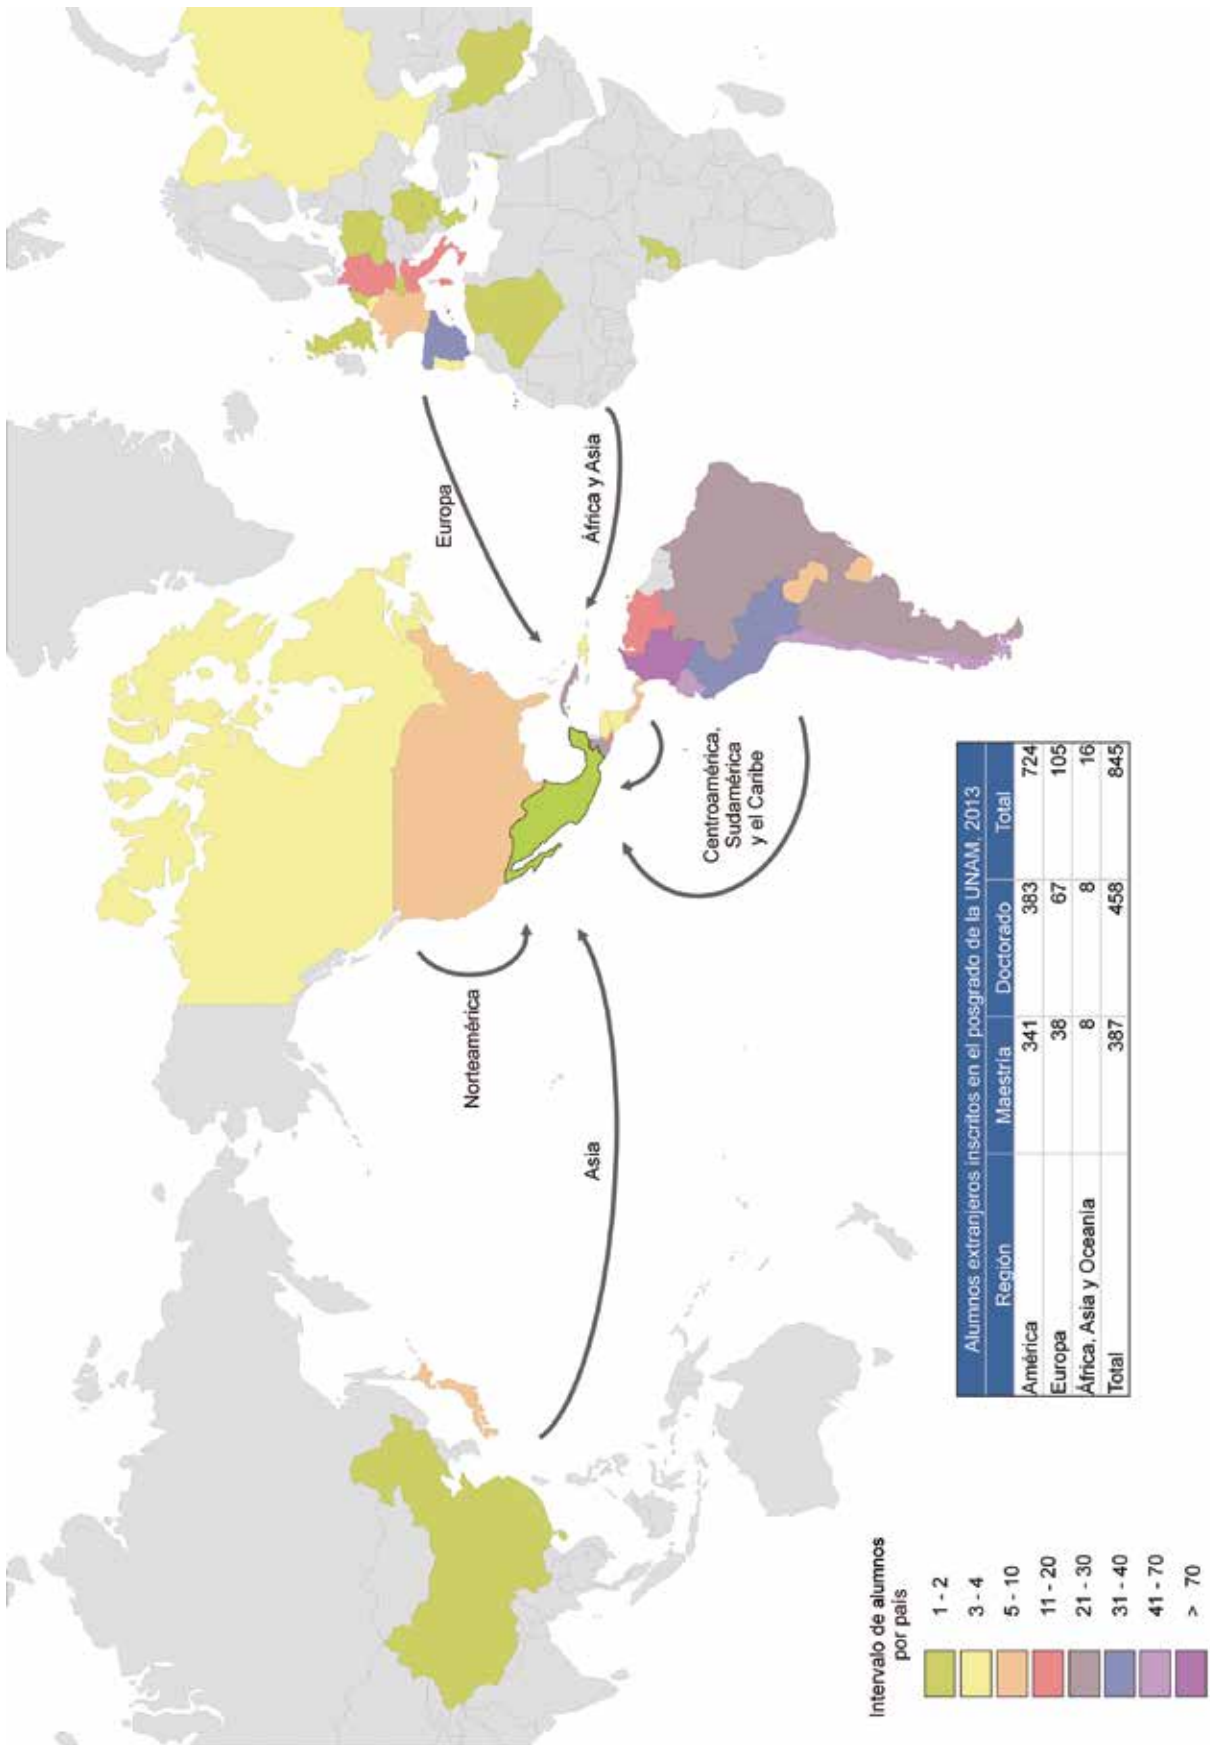 Europa
África y Asia
Norteamérica
Asia
Centroamérica,
Sudamérica
y el Caribe
Intervalo de alumnos
por país
1 - 2
3 - 4
5 - 10
11 - 20
21 - 30
31 - 40
41 - 70
> 70
Alumnos extranjeros inscritos en el posgrado de la UNAM, 2013
Región Maestría Doctorado Total
América 341 383 724
Europa 38 67 105
África, Asia y Oceanía 8 8 16
Total 387 458 845